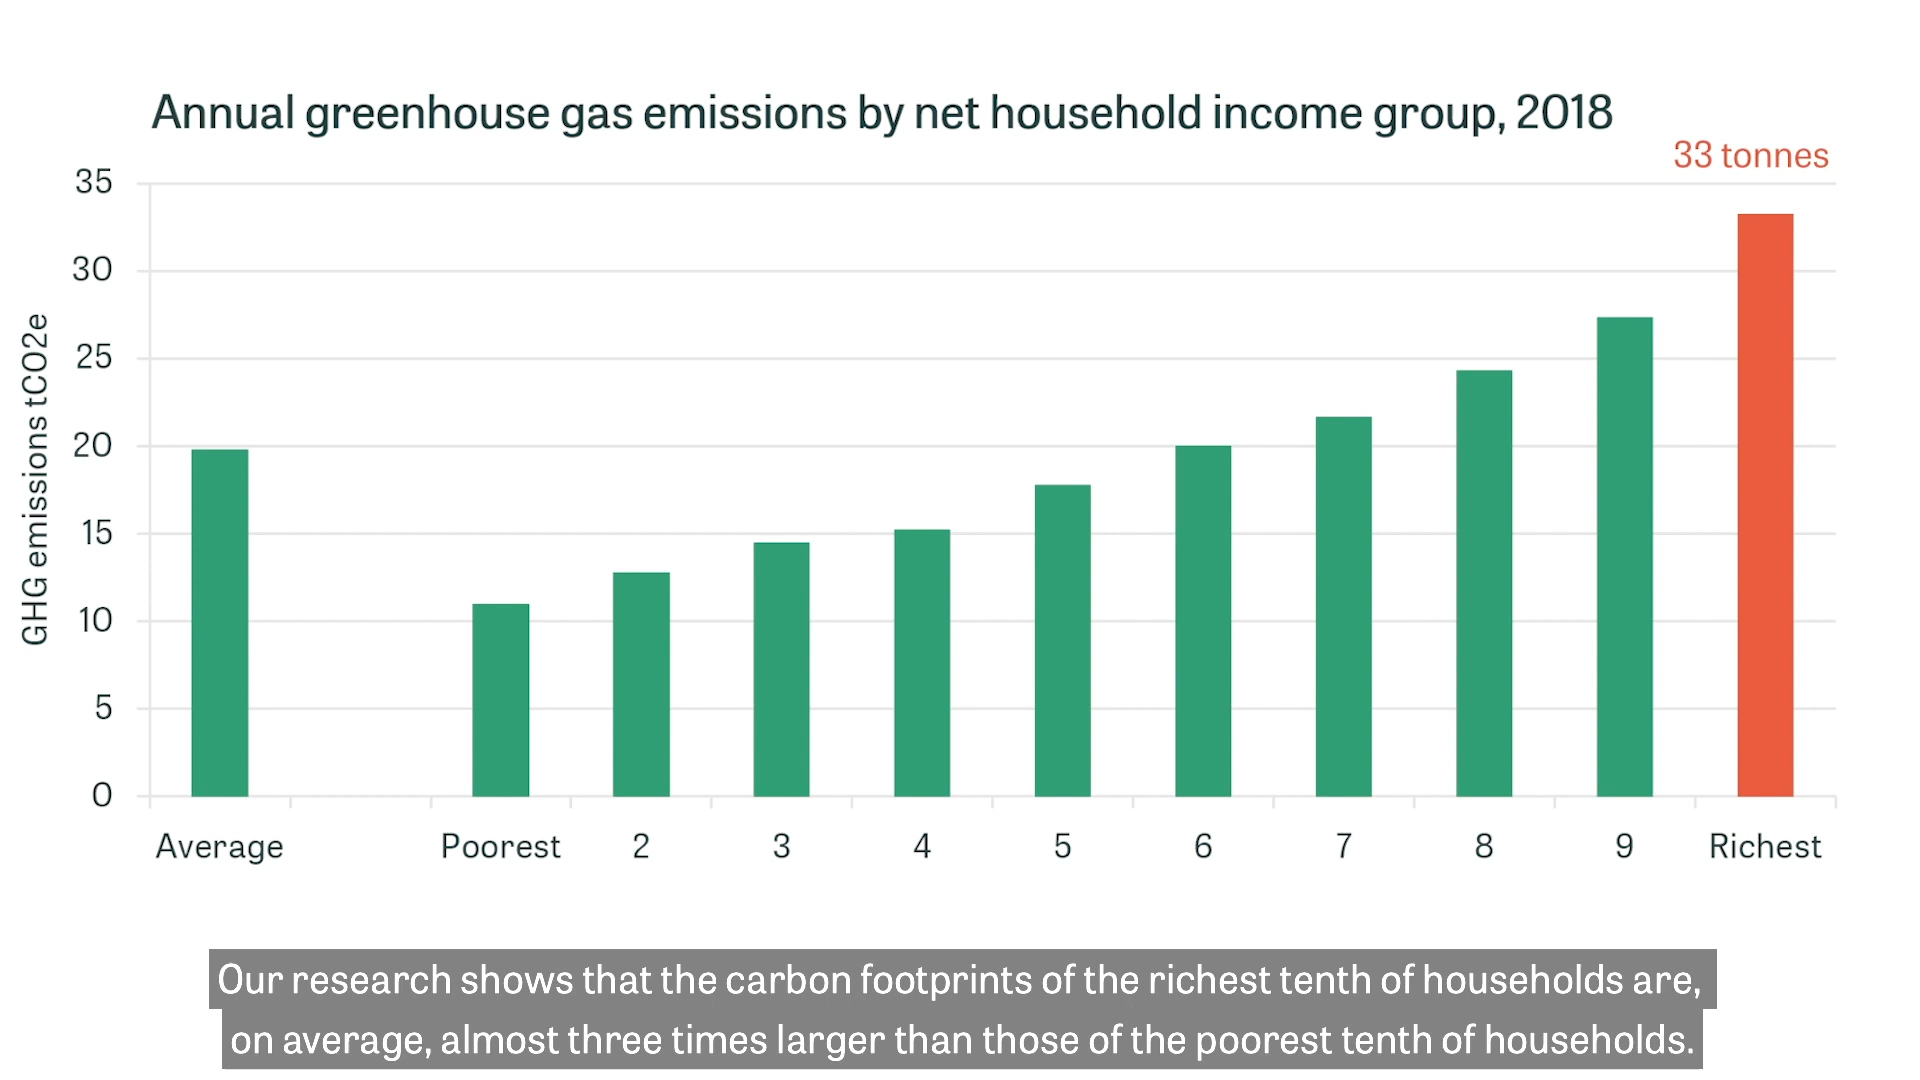 Annual greenhouse gas emissions by net household income group, 2018
33 tonnes
35
30
25
20
15
10
5
0
GHG emissions tCO2e
Average
Poorest
2
3
4
5
6
7
8
9
Richest
Our research shows that the carbon footprints of the richest tenth of households are,
on average, almost three times larger than those of the poorest tenth of households.